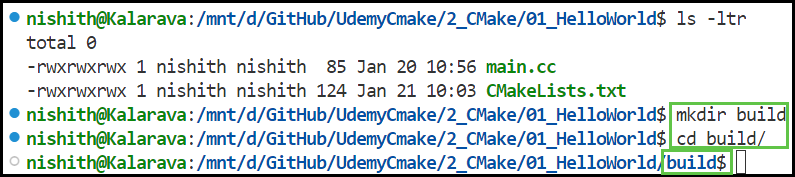 nishith@Kalarava:/mnt/d/GitHub/UdemyCmake/2_CMake/01_HelloWorld$ ls -ltr
total 0
-rwxrwxrwx 1 nishith nishith  85 Jan 20 10:56 main.cc
-rwxrwxrwx 1 nishith nishith 124 Jan 21 10:03 CMakeLists.txt
nishith@Kalarava:/mnt/d/GitHub/UdemyCmake/2_CMake/01_HelloWorld$ mkdir build
nishith@Kalarava:/mnt/d/GitHub/UdemyCmake/2_CMake/01_HelloWorld$ cd build/
nishith@Kalarava:/mnt/d/GitHub/UdemyCmake/2_CMake/01_HelloWorld/build$